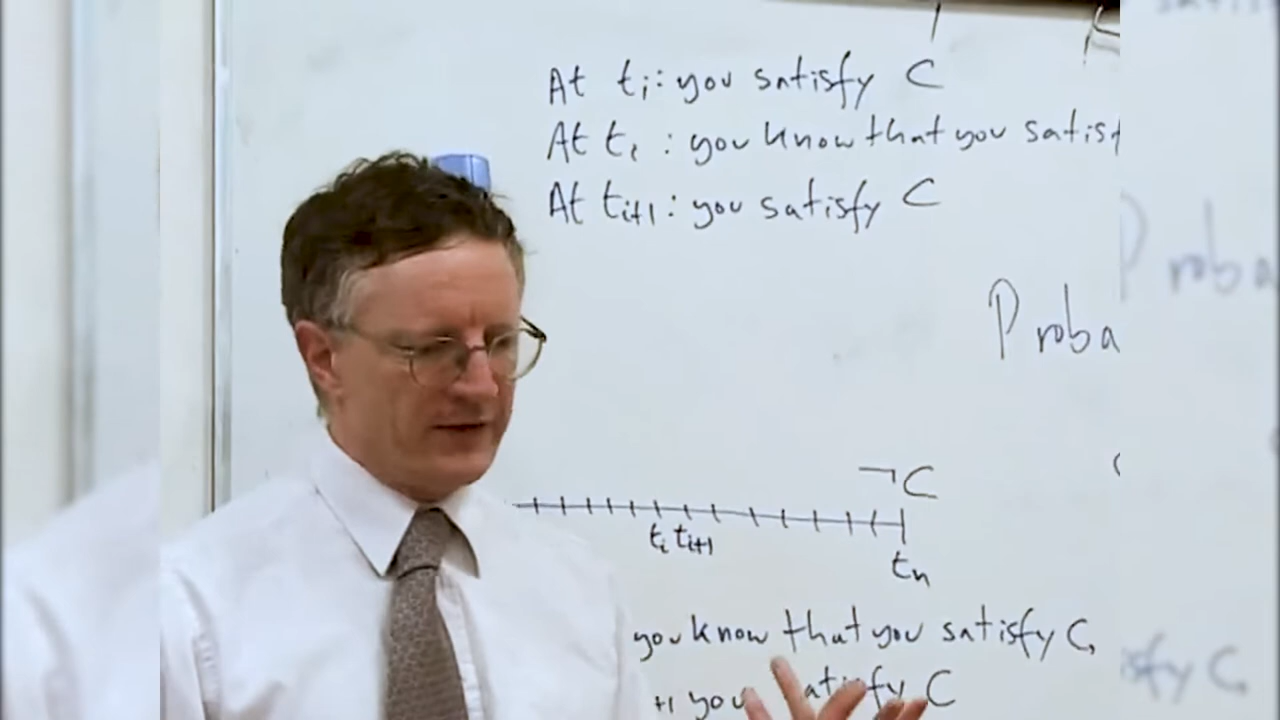 At ti: you satisfy C
At ti : you know that you satisf
At ti+1: you satisfy C
Proba
¬C
ti ti+1
tn
you know that you satisfy C,
+1 you satisfy C